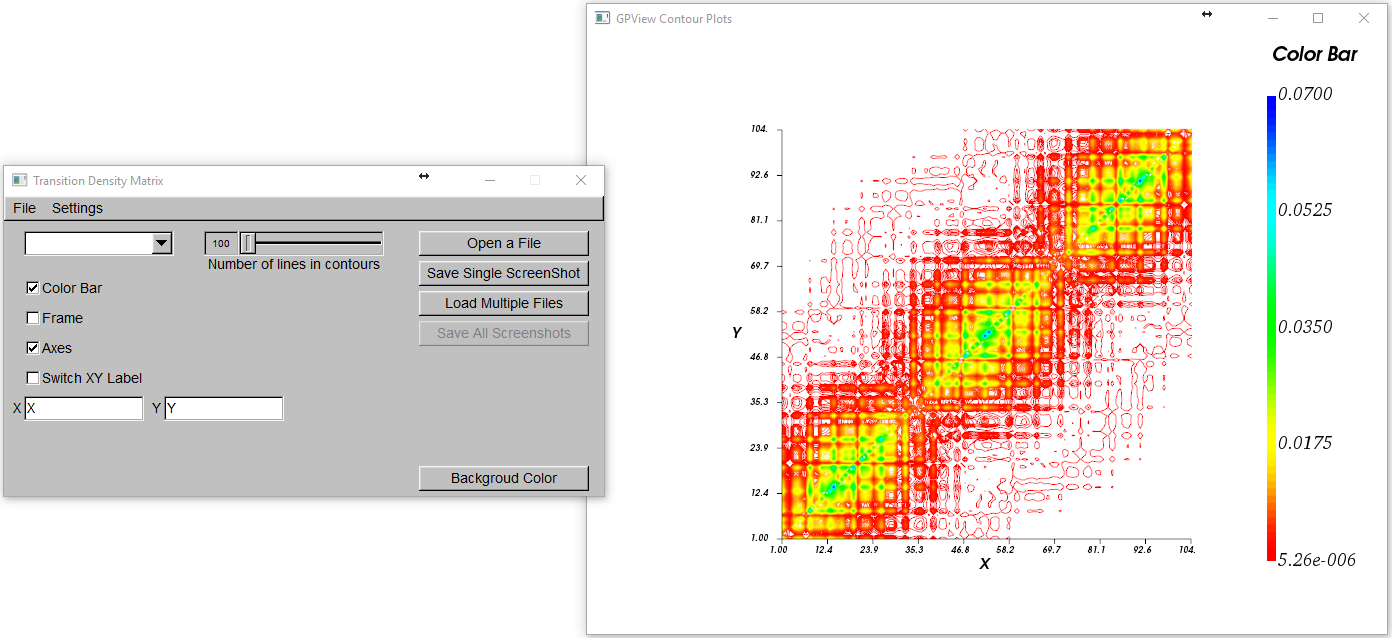 Transition Density Matrix
File Settings
100
Number of lines in contours
Color Bar
Frame
Axes
Switch XY Label
X X Y Y
Open a File
Save Single ScreenShot
Load Multiple Files
Save All Screenshots
Backgroud Color
GPView Contour Plots
Color Bar
0.0700
0.0525
0.0350
0.0175
5.26e-006
104.
92.6
81.1
69.7
58.2
46.8
35.3
23.9
12.4
1.00
Y
1.00 12.4 23.9 35.3 46.8 58.2 69.7 81.1 92.6 104.
X